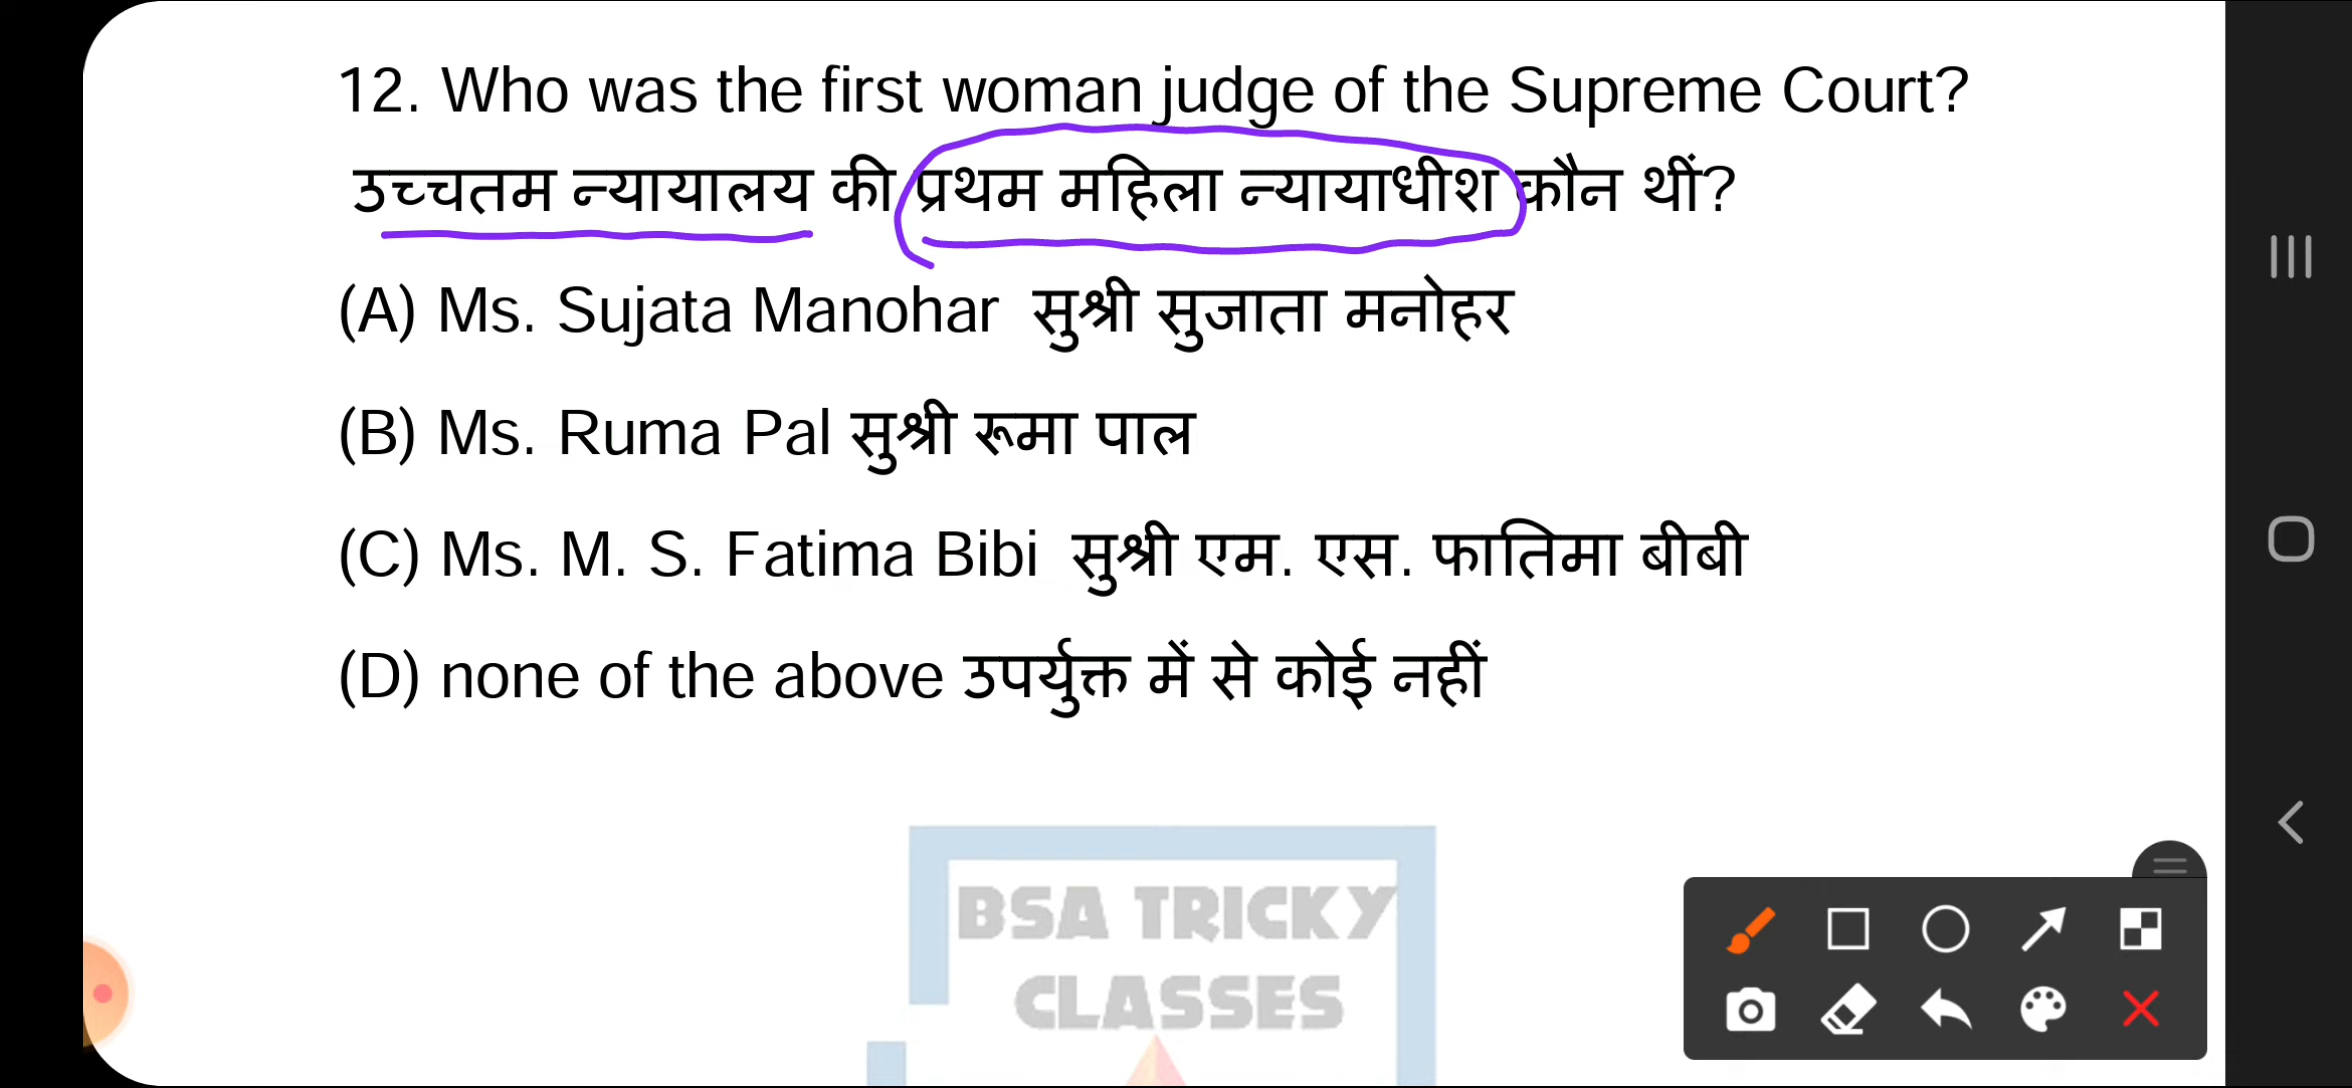 12. Who was the first woman judge of the Supreme Court?
उच्चतम न्यायालय की प्रथम महिला न्यायाधीश कौन थीं?
(A) Ms. Sujata Manohar सुश्री सुजाता मनोहर
(B) Ms. Ruma Pal सुश्री रूमा पाल
(C) Ms. M. S. Fatima Bibi सुश्री एम. एस. फातिमा बीबी
(D) none of the above उपर्युक्त में से कोई नहीं
BSA TRICKY
CLASSES